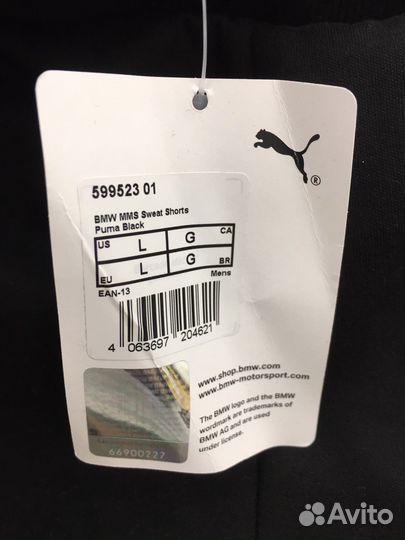 599523 01
BMW MMS Sweat Shorts
Puma Black
US L G CA
EU L G BR
EAN-13 Mens
4 063697 204621
66900227
®
www.shop.bmw.com
www.bmw-motorsport.com
The BMW logo and the BMW
wordmark are trademarks of
BMW AG and are used
under license.
Avito